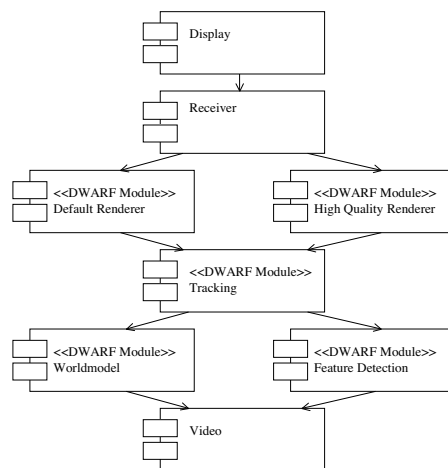 Display
Receiver
<<DWARF Module>>
Default Renderer
<<DWARF Module>>
High Quality Renderer
<<DWARF Module>>
Tracking
<<DWARF Module>>
Worldmodel
<<DWARF Module>>
Feature Detection
Video